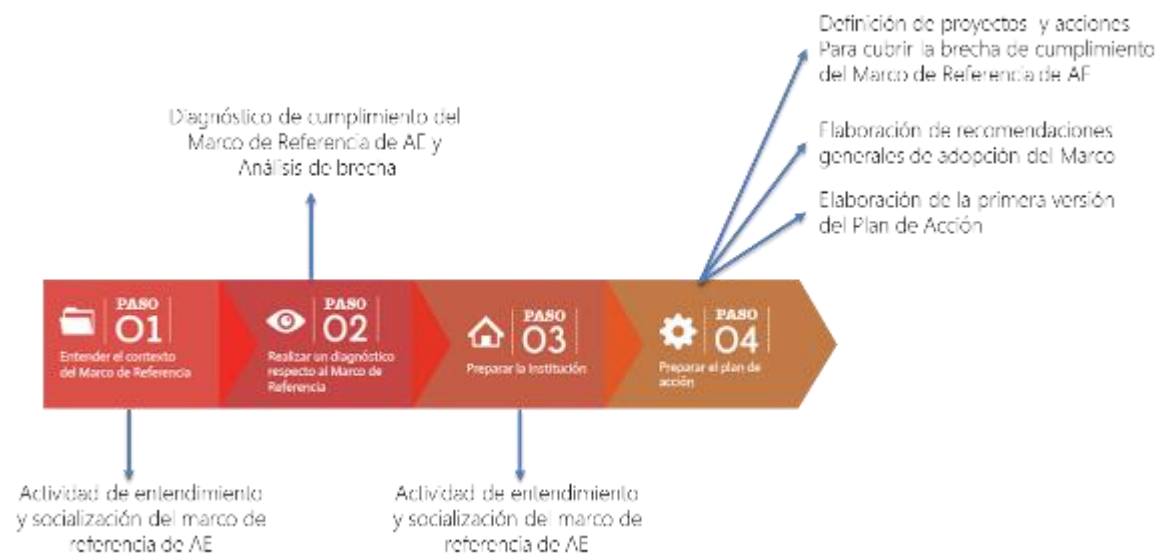 Definición de proyectos y acciones
Para cubrir la brecha de cumplimiento
del Marco de Referencia de AE
Diagnóstico de cumplimiento del
Marco de Referencia de AE y
Análisis de brecha
Elaboración de recomendaciones
generales de adopción del Marco
Elaboración de la primera versión
del Plan de Acción
PASO
01
Entender el contexto
del Marco de Referencia
PASO
02
Realizar un diagnóstico
respecto al Marco de
Referencia
PASO
03
Preparar la Institución
PASO
04
Preparar el plan de
acción
Actividad de entendimiento
y socialización del marco de
referencia de AE
Actividad de entendimiento
y socialización del marco de
referencia de AE